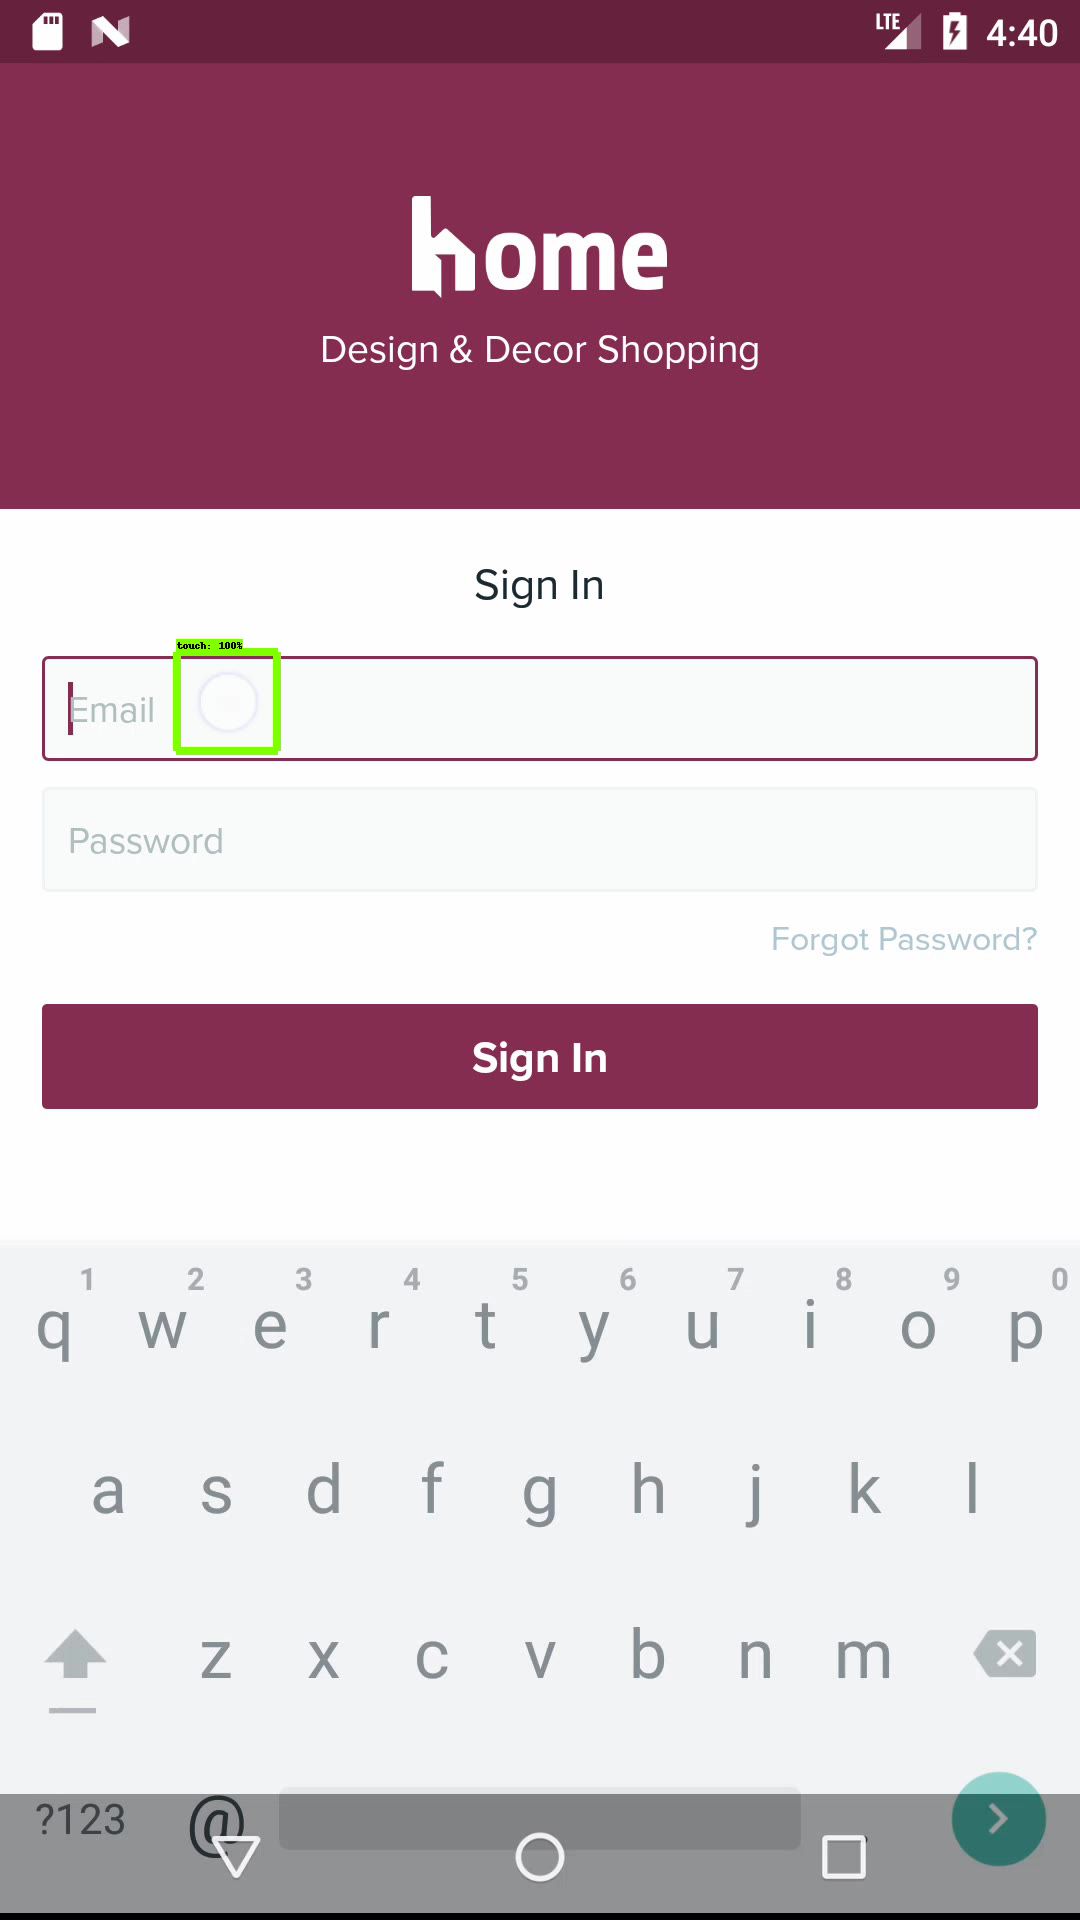 LTE 4:40
home
Design & Decor Shopping
Sign In
touch: 100%
Email
Password
Forgot Password?
Sign In
1 2 3 4 5 6 7 8 9 0
q w e r t y u i o p
a s d f g h j k l
z x c v b n m
?123 @